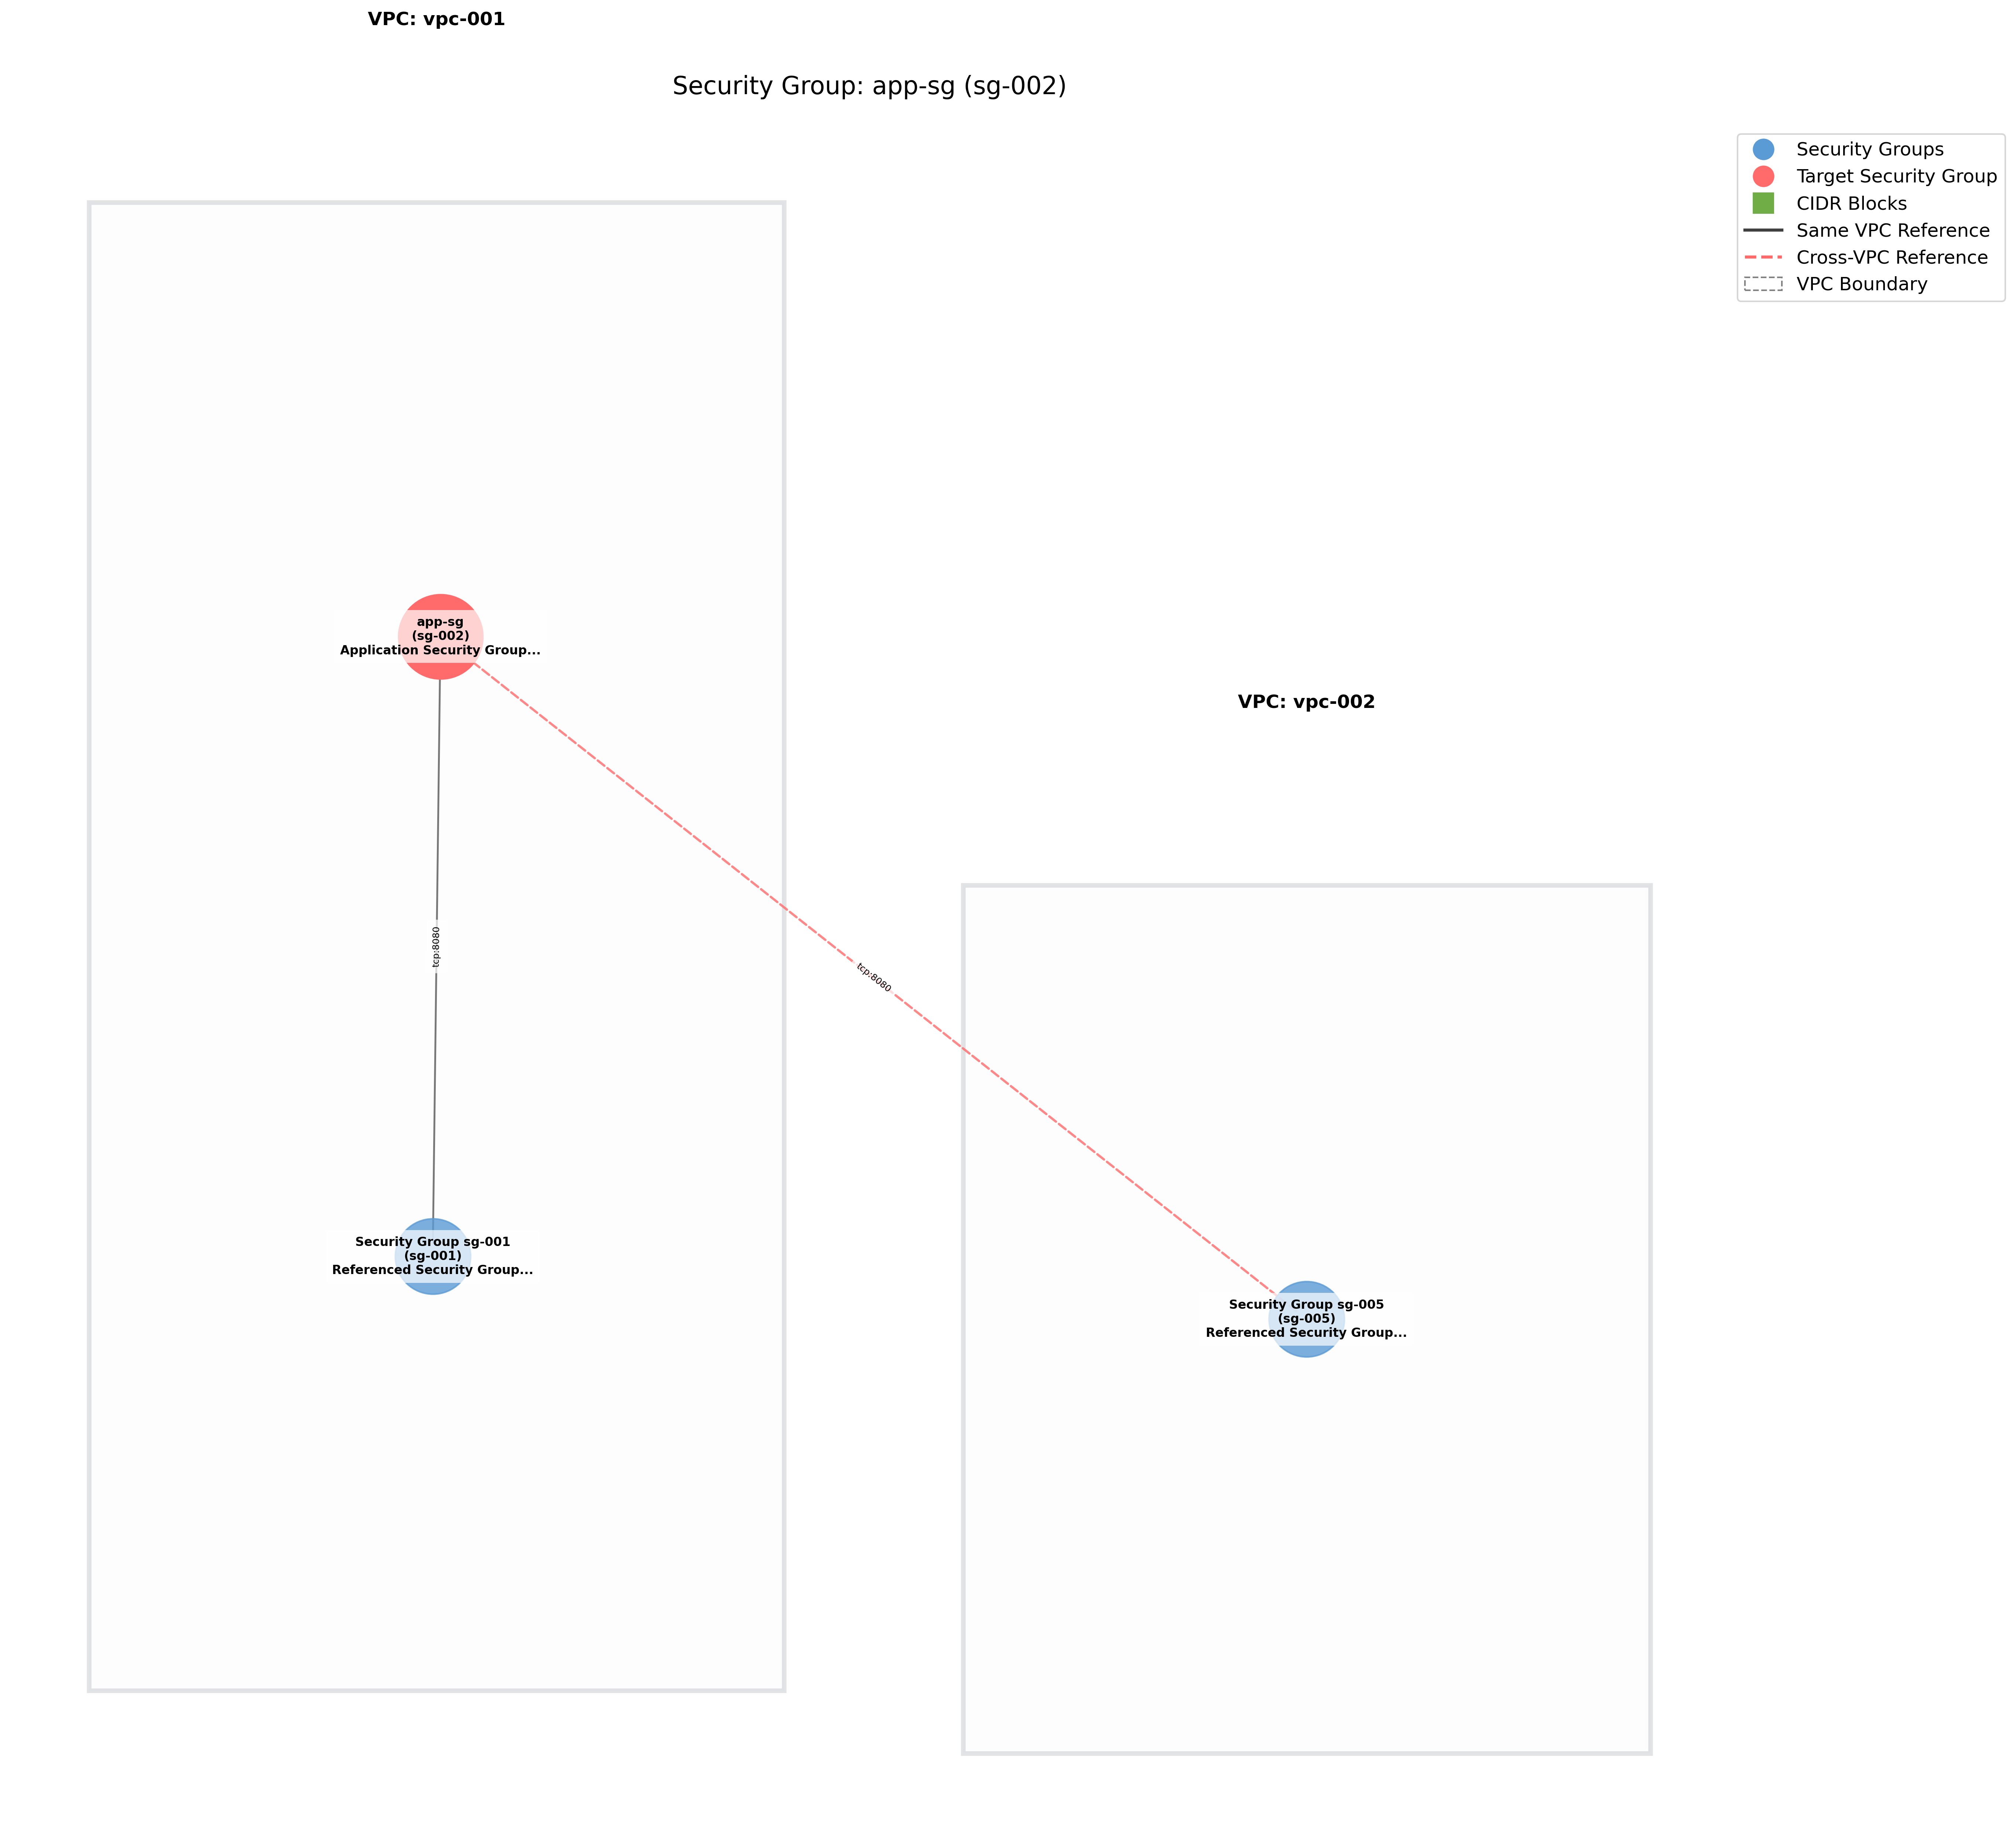 VPC: vpc-001
Security Group: app-sg (sg-002)
Security Groups
Target Security Group
CIDR Blocks
Same VPC Reference
Cross-VPC Reference
VPC Boundary
app-sg
(sg-002)
Application Security Group...
VPC: vpc-002
tcp:8080
tcp:8080
Security Group sg-001
(sg-001)
Referenced Security Group...
Security Group sg-005
(sg-005)
Referenced Security Group...